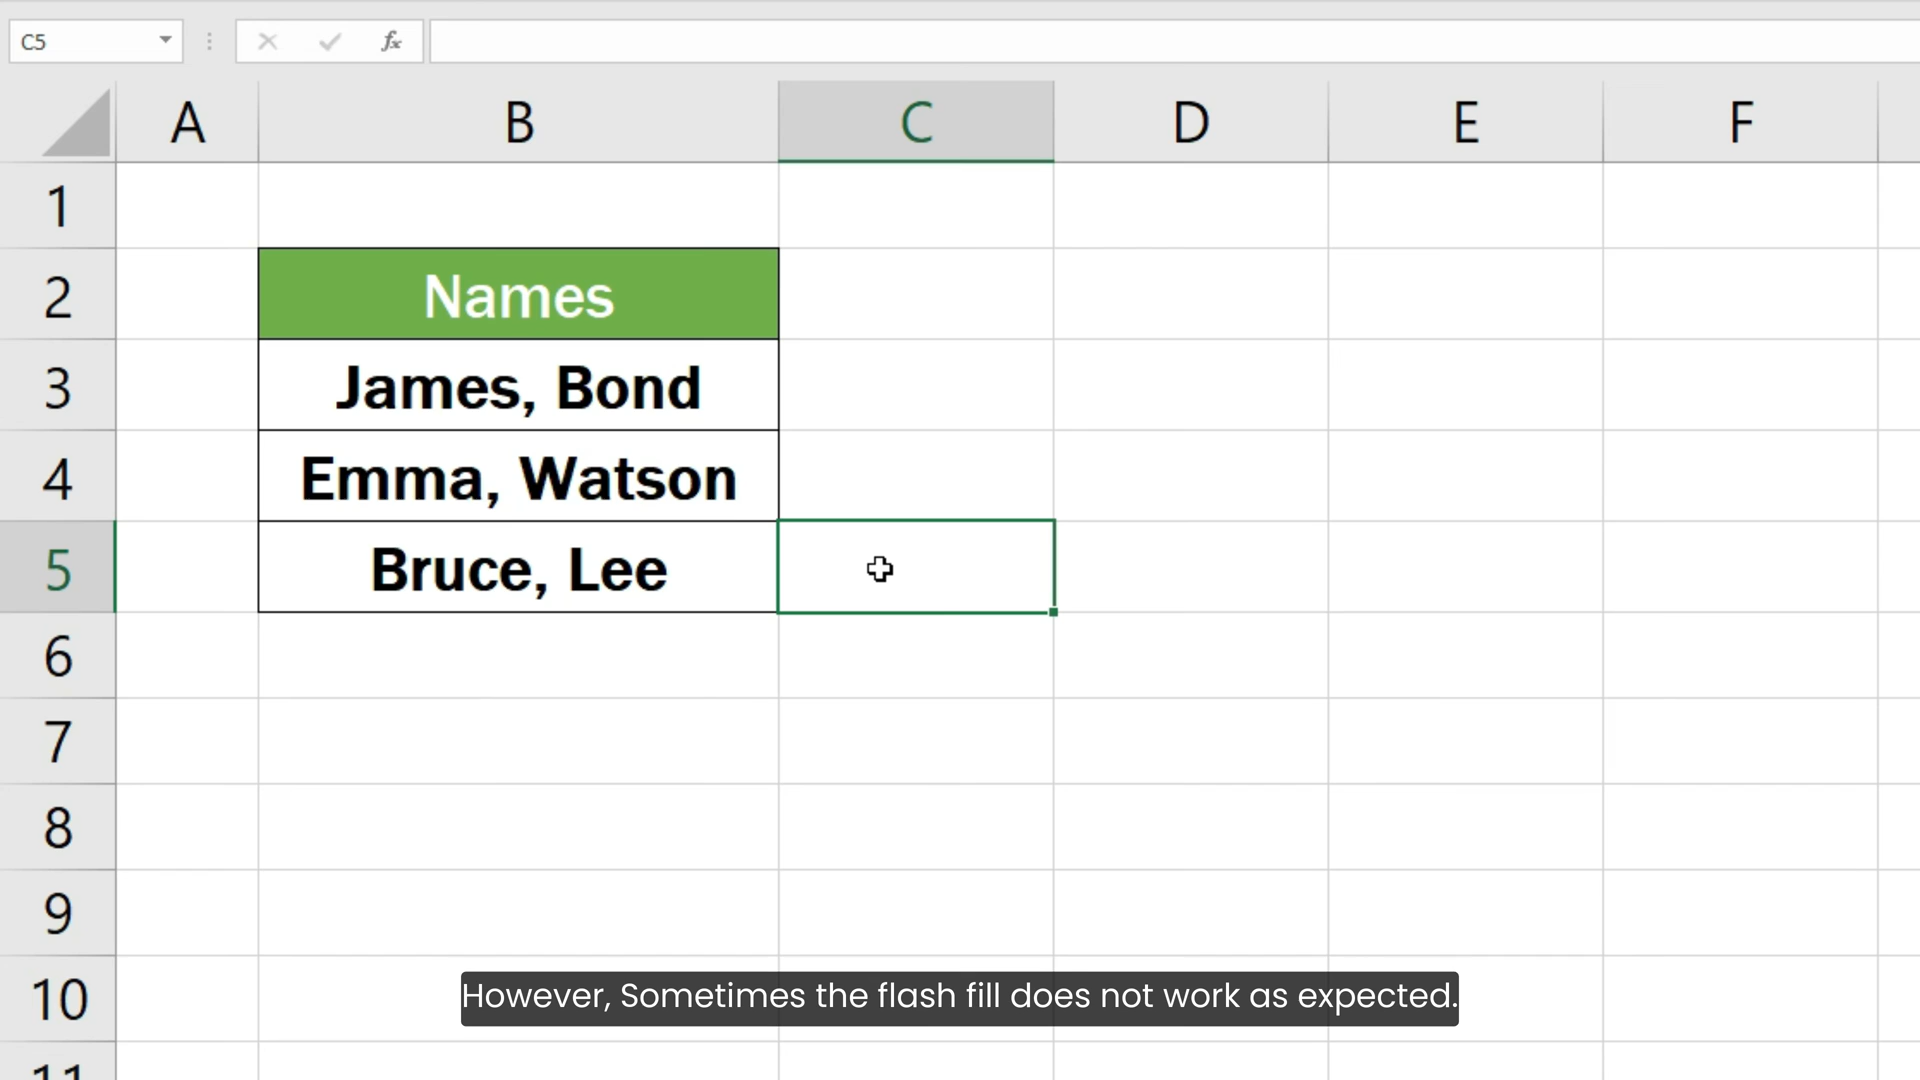 C5 fx
A B C D E F
1
2 Names
3 James, Bond
4 Emma, Watson
5 Bruce, Lee
6
7
8
9
10
However, Sometimes the flash fill does not work as expected.
11